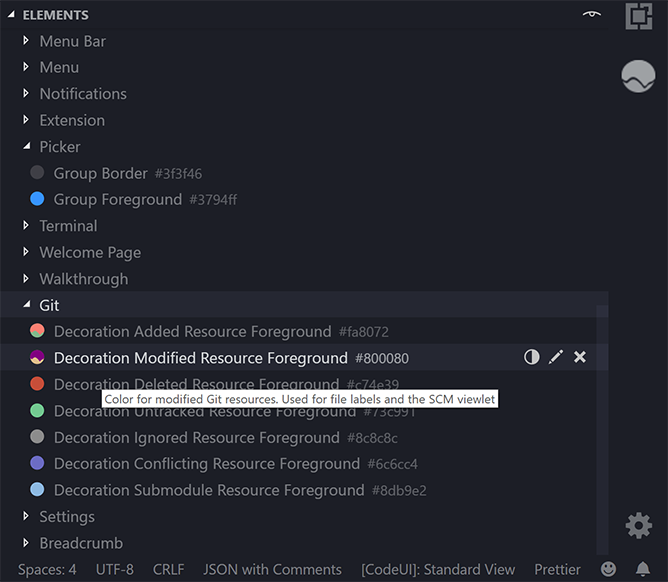 ELEMENTS
Menu Bar
Menu
Notifications
Extension
Picker
Group Border #3f3f46
Group Foreground #3794ff
Terminal
Welcome Page
Walkthrough
Git
Decoration Added Resource Foreground #fa8072
Decoration Modified Resource Foreground #800080
Decoration Deleted Resource Foreground #c74e39
Color for modified Git resources. Used for file labels and the SCM viewlet
Decoration Untracked Resource Foreground #73c991
Decoration Ignored Resource Foreground #8c8c8c
Decoration Conflicting Resource Foreground #6c6cc4
Decoration Submodule Resource Foreground #8db9e2
Settings
Breadcrumb
Spaces: 4 UTF-8 CRLF JSON with Comments [CodeUI]: Standard View Prettier